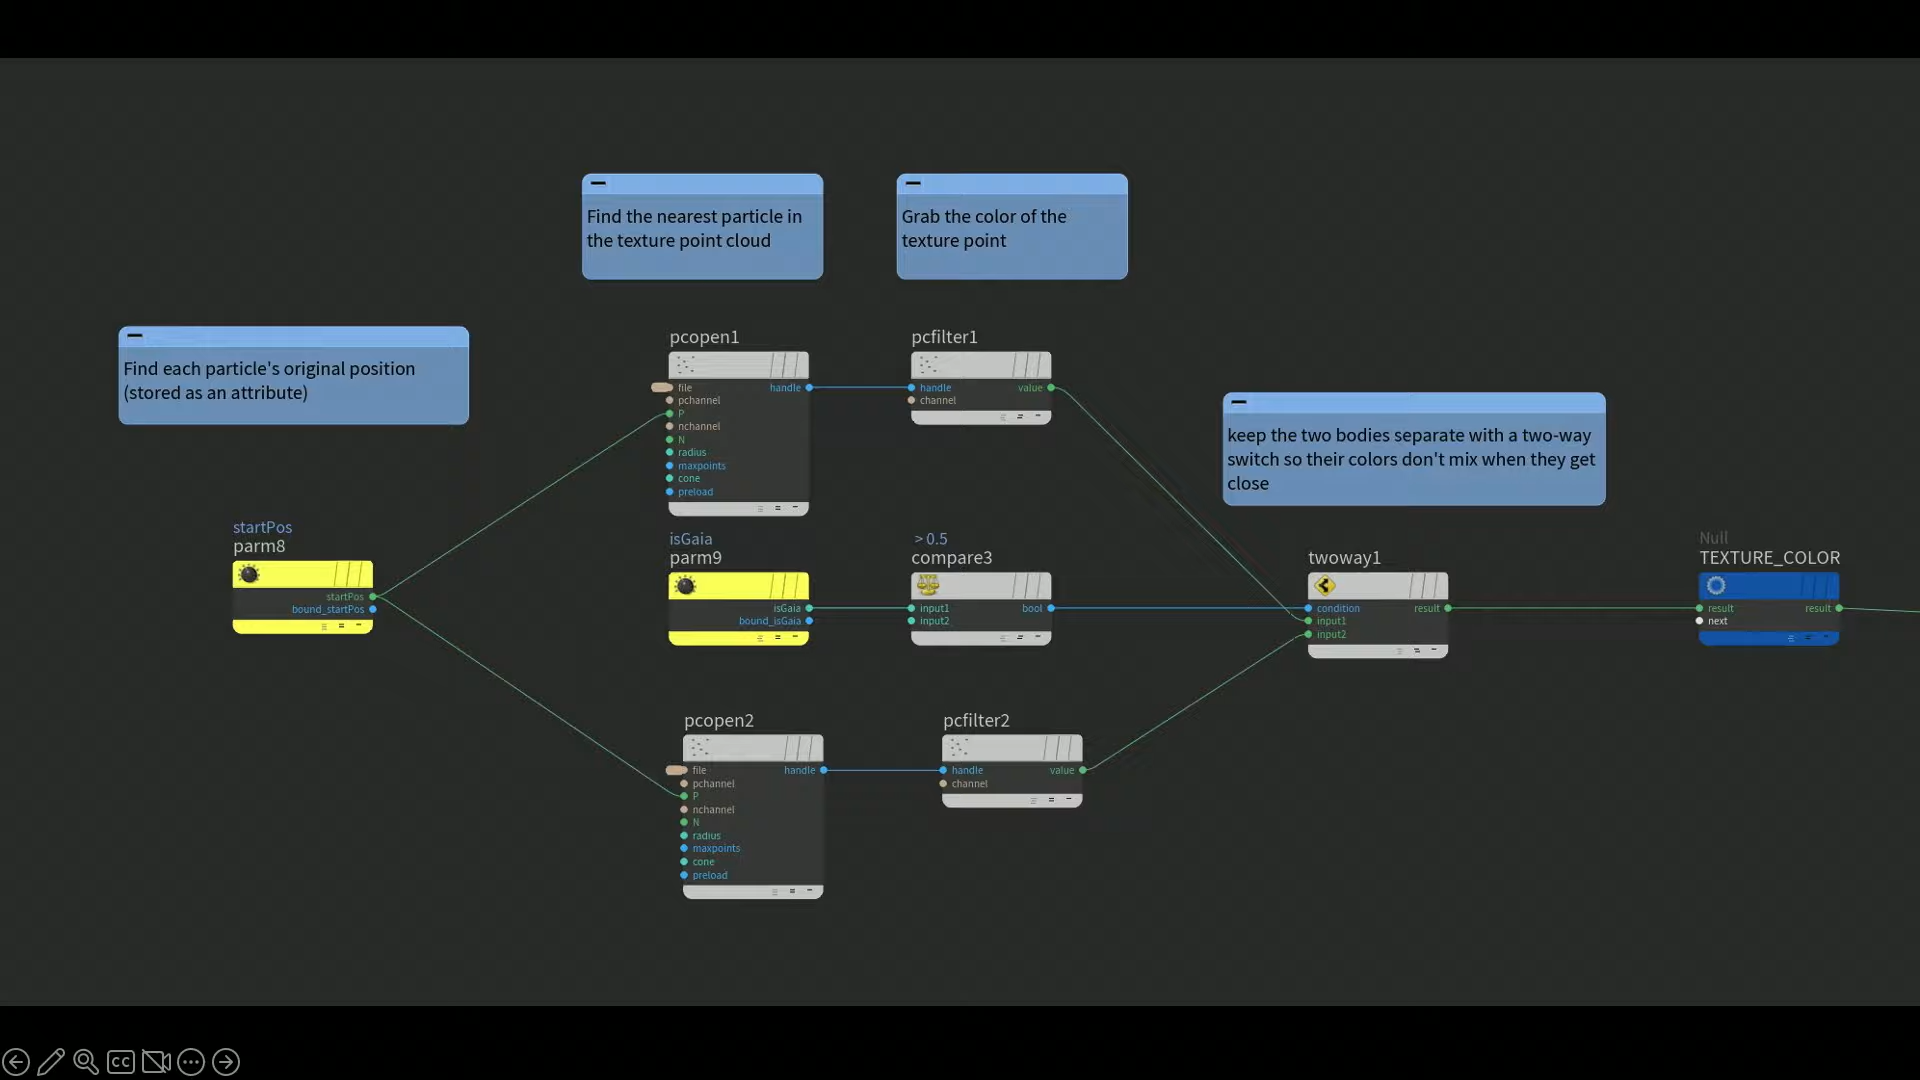 Find the nearest particle in
the texture point cloud
Grab the color of the
texture point
Find each particle's original position
(stored as an attribute)
keep the two bodies separate with a two-way
switch so their colors don't mix when they get
close
startPos
parm8
startPos
bound_startPos
pcopen1
file
handle
pchannel
P
nchannel
N
radius
maxpoints
cone
preload
pcfilter1
handle
value
channel
isGaia
parm9
isGaia
bound_isGaia
> 0.5
compare3
input1
bool
input2
pcopen2
file
handle
pchannel
P
nchannel
N
radius
maxpoints
cone
preload
pcfilter2
handle
value
channel
twoway1
condition
result
input1
input2
Null
TEXTURE_COLOR
result
result
next
CC